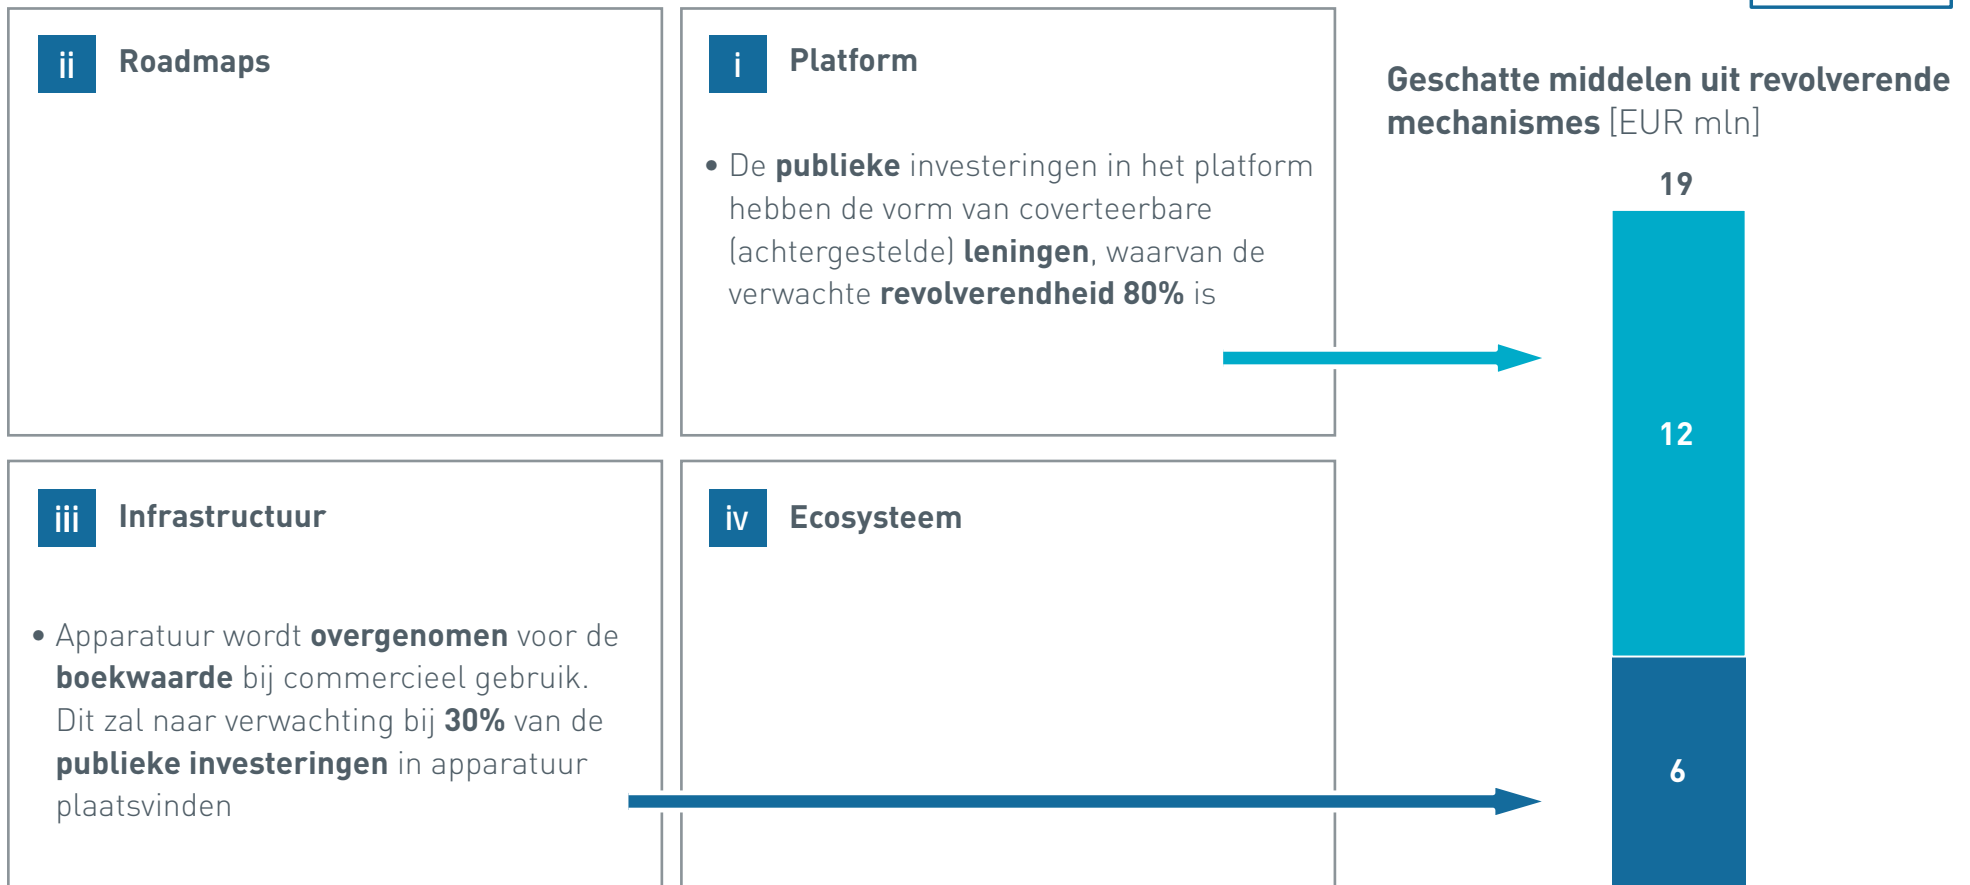 ii
Roadmaps
i
Platform
• De publieke investeringen in het platform
hebben de vorm van coverteerbare
(achtergestelde) leningen, waarvan de
verwachte revolverendheid 80% is
iii
Infrastructuur
• Apparatuur wordt overgenomen voor de
boekwaarde bij commercieel gebruik.
Dit zal naar verwachting bij 30% van de
publieke investeringen in apparatuur
plaatsvinden
iv
Ecosysteem
Geschatte middelen uit revolverende
mechanismes [EUR mln]
19
12
6